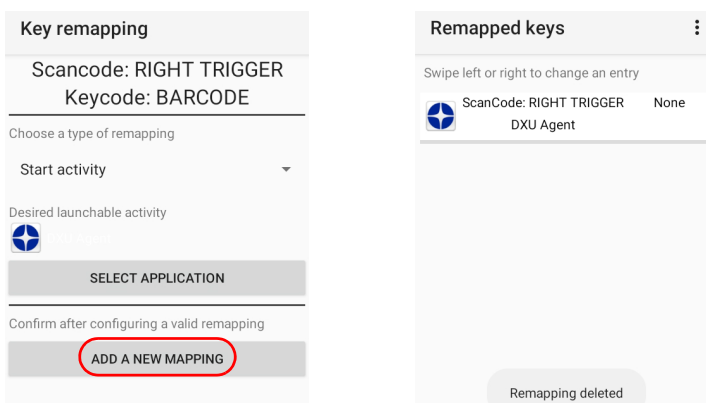 Key remapping
Scancode: RIGHT TRIGGER
Keycode: BARCODE
Choose a type of remapping
Start activity
Desired launchable activity
SELECT APPLICATION
Confirm after configuring a valid remapping
ADD A NEW MAPPING
Remapped keys
Swipe left or right to change an entry
ScanCode: RIGHT TRIGGER None
DXU Agent
Remapping deleted